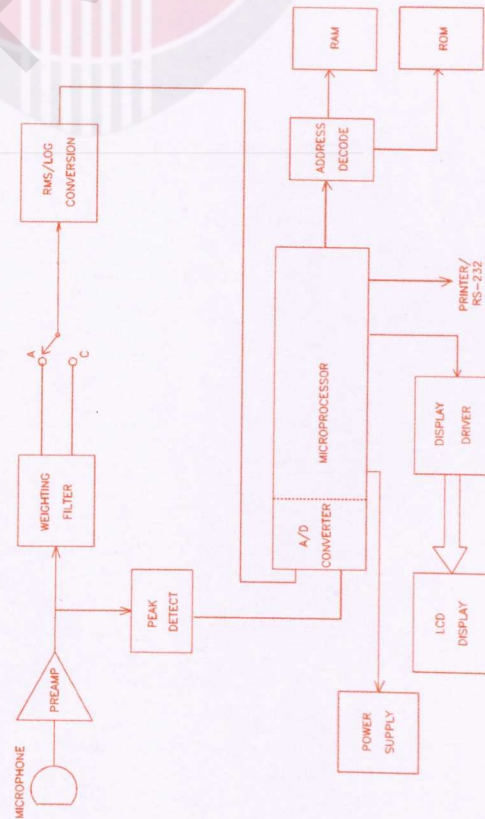 MICROPHONE
PREAMP
WEIGHTING
FILTER
A
C
RMS/LOG
CONVERSION
PEAK
DETECT
A/D
CONVERTER
MICROPROCESSOR
ADDRESS
DECODE
RAM
ROM
POWER
SUPPLY
LCD
DISPLAY
DISPLAY
DRIVER
PRINTER/
RS-232